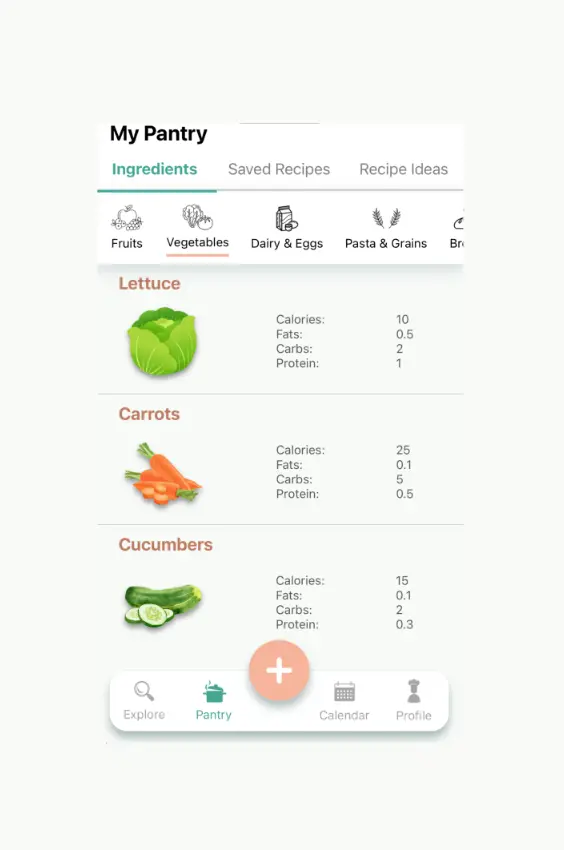 My Pantry
Ingredients Saved Recipes Recipe Ideas
Fruits Vegetables Dairy & Eggs Pasta & Grains Br
Lettuce
Calories: 10
Fats: 0.5
Carbs: 2
Protein: 1
Carrots
Calories: 25
Fats: 0.1
Carbs: 5
Protein: 0.5
Cucumbers
Calories: 15
Fats: 0.1
Carbs: 2
Protein: 0.3
Explore Pantry Calendar Profile